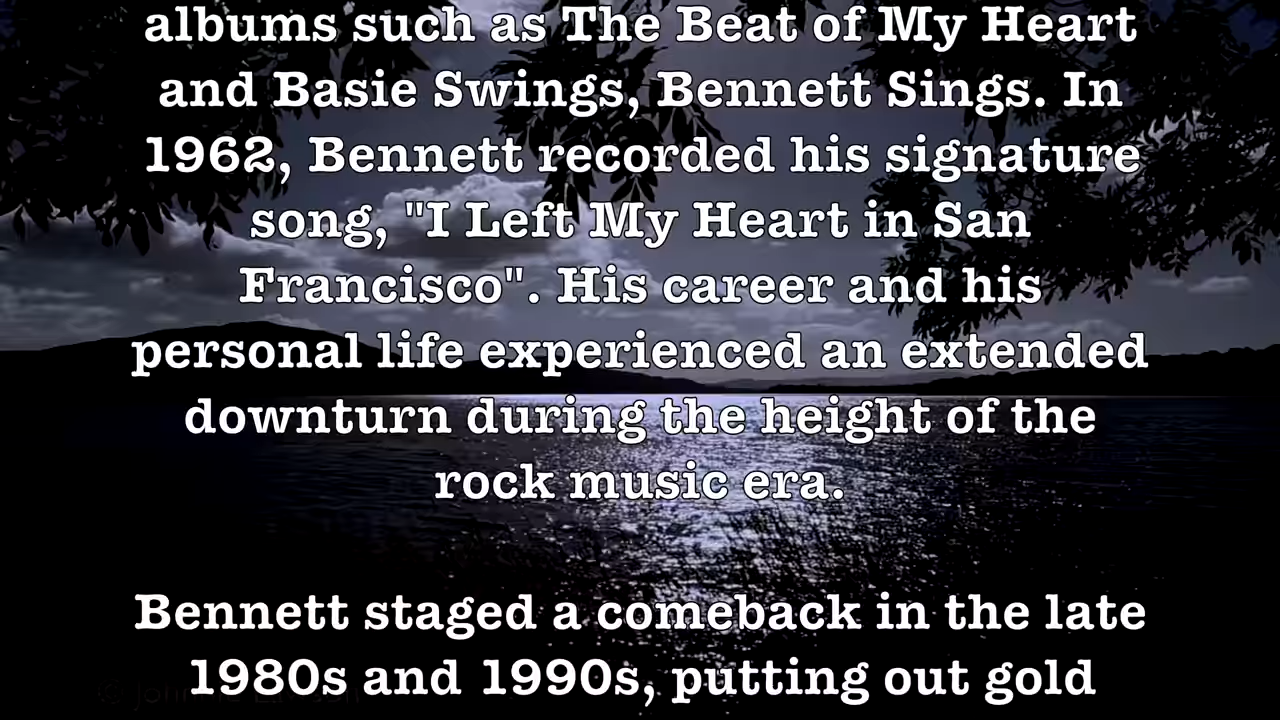 albums such as The Beat of My Heart
and Basie Swings, Bennett Sings. In
1962, Bennett recorded his signature
song, "I Left My Heart in San
Francisco". His career and his
personal life experienced an extended
downturn during the height of the
rock music era.
Bennett staged a comeback in the late
1980s and 1990s, putting out gold